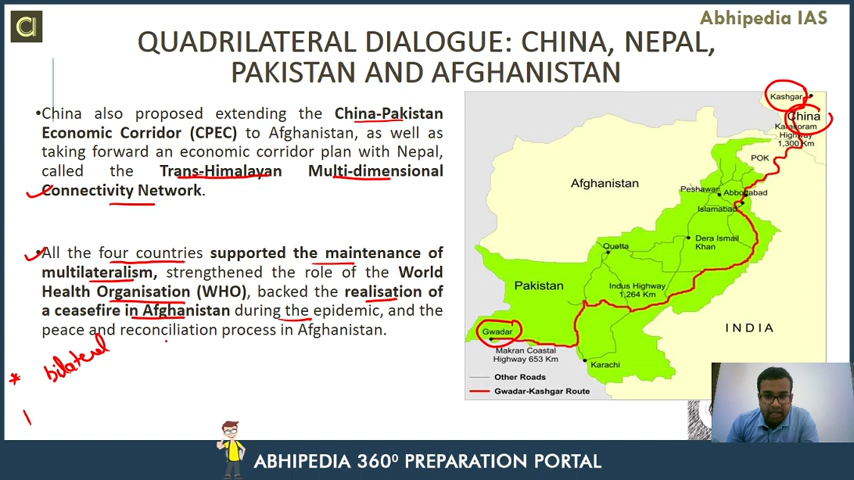 Abhipedia IAS
QUADRILATERAL DIALOGUE: CHINA, NEPAL,
PAKISTAN AND AFGHANISTAN
•China also proposed extending the China-Pakistan
Economic Corridor (CPEC) to Afghanistan, as well as
taking forward an economic corridor plan with Nepal,
called the Trans-Himalayan Multi-dimensional
Connectivity Network.
•All the four countries supported the maintenance of
multilateralism, strengthened the role of the World
Health Organisation (WHO), backed the realisation of
a ceasefire in Afghanistan during the epidemic, and the
peace and reconciliation process in Afghanistan.
* bilateral
Kashgar
China
Karakoram
Highway
1,300 Km
POK
Afghanistan
Peshawar
Abbottabad
Islamabad
Dera Ismail
Khan
Quetta
Pakistan
Indus Highway
1,264 Km
Gwadar
INDIA
Makran Coastal
Highway 653 Km
Karachi
Other Roads
Gwadar-Kashgar Route
ABHIPEDIA 360⁰ PREPARATION PORTAL